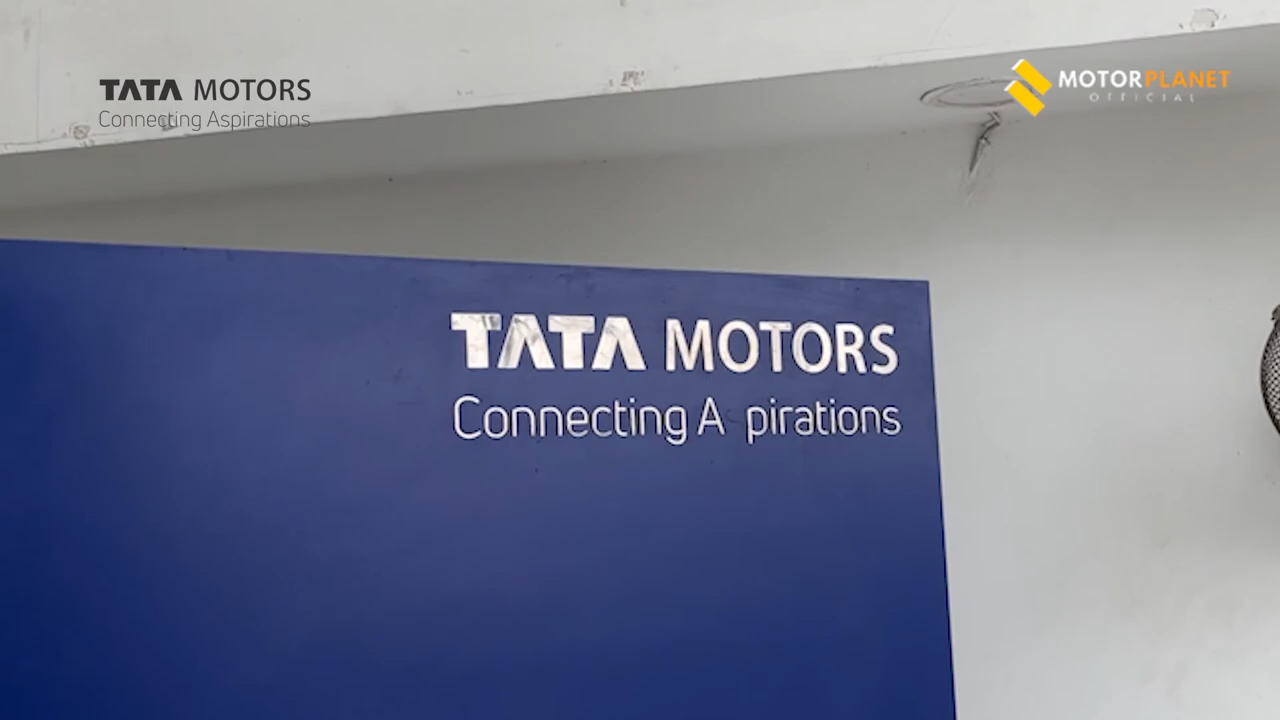 TATA MOTORS
Connecting Aspirations
MOTORPLANET
OFFICIAL
TATA MOTORS
Connecting A pirations